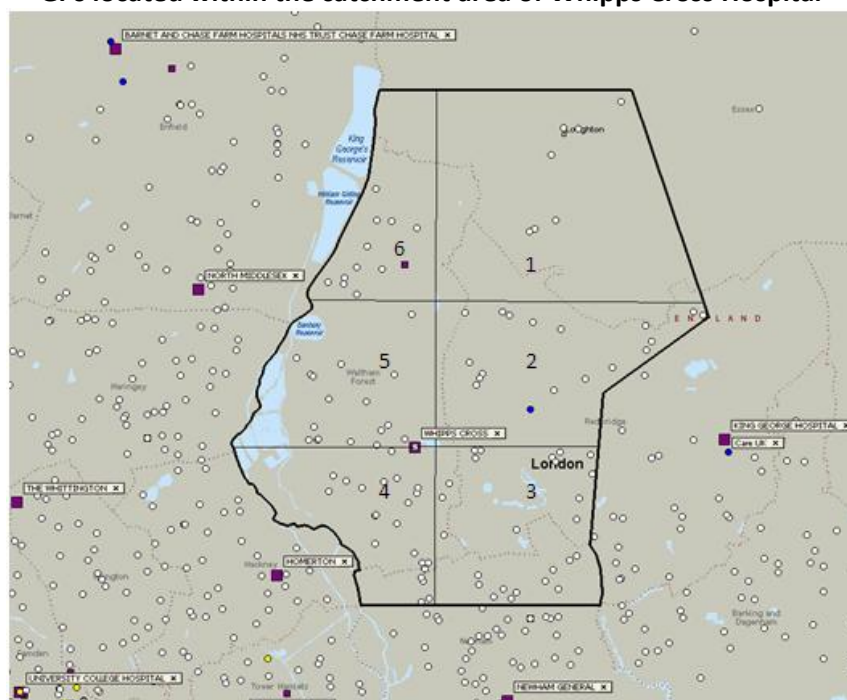 GPs located within the catchment area of Whipps Cross Hospital
BARNET AND CHASE FARM HOSPITALS NHS TRUST CHASE FARM HOSPITAL ×
Enfield
Loughton
Essex
King
George's
Reservoir
Reservoir
6
1
NORTH MIDDLESEX ×
ENGLAND
Banbury
Reservoir
5
2
Waltham
Forest
Haringey
Redbridge
WHIPPS CROSS ×
KING GEORGE HOSPITAL ×
Care UK ×
London
4
3
THE WHITTINGTON ×
Hackney
HOMERTON ×
Barking and
Dagenham
Camden
UNIVERSITY COLLEGE HOSPITAL ×
Tower Hamlets
NEWHAM GENERAL ×